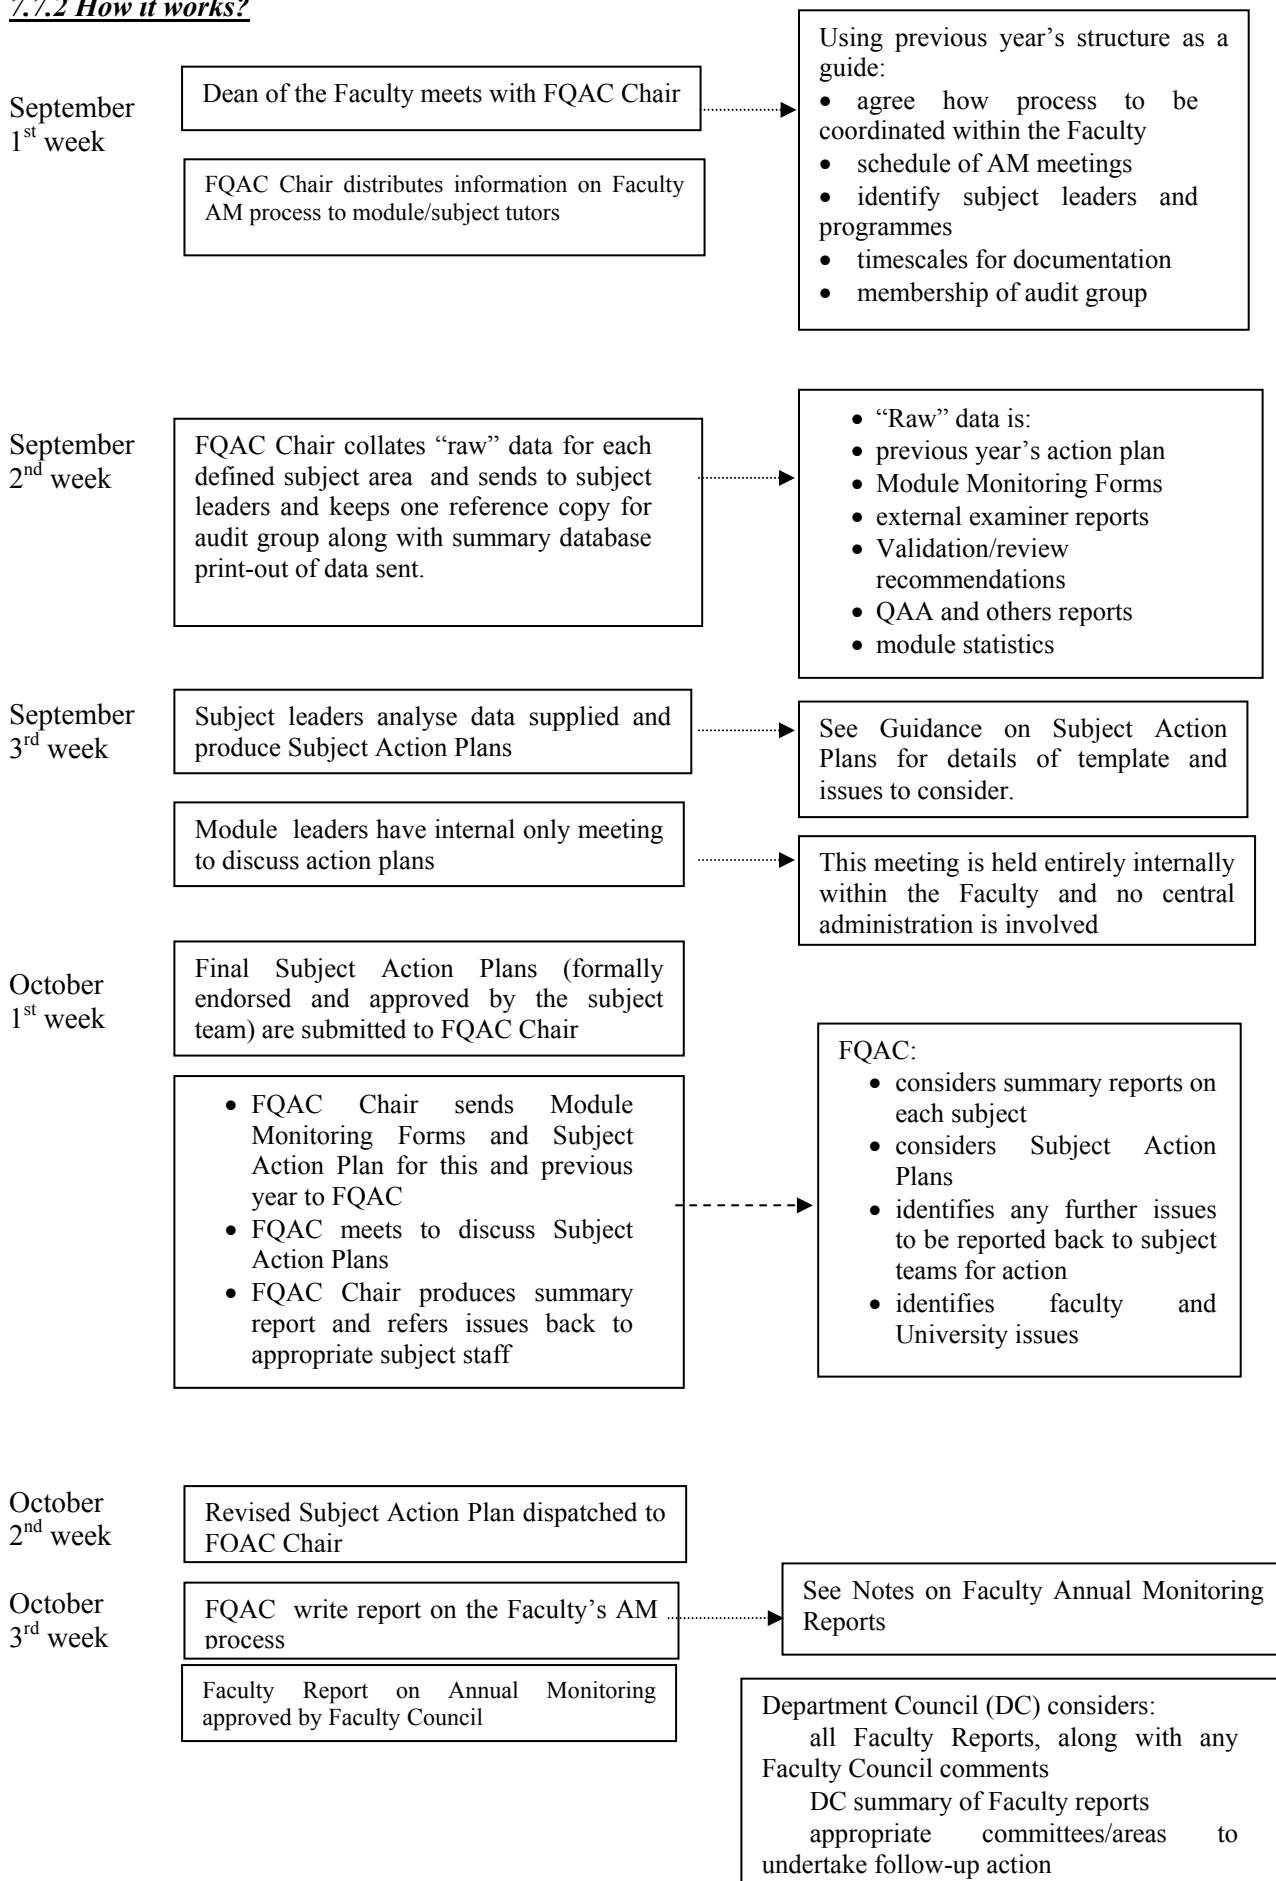 7.7.2 How it works?
September
1st week
Dean of the Faculty meets with FQAC Chair
FQAC Chair distributes information on Faculty
AM process to module/subject tutors
Using previous year’s structure as a
guide:
• agree how process to be
coordinated within the Faculty
• schedule of AM meetings
• identify subject leaders and
programmes
• timescales for documentation
• membership of audit group
September
2nd week
FQAC Chair collates “raw” data for each
defined subject area and sends to subject
leaders and keeps one reference copy for
audit group along with summary database
print-out of data sent.
• “Raw” data is:
• previous year’s action plan
• Module Monitoring Forms
• external examiner reports
• Validation/review
recommendations
• QAA and others reports
• module statistics
September
3rd week
Subject leaders analyse data supplied and
produce Subject Action Plans
See Guidance on Subject Action
Plans for details of template and
issues to consider.
Module leaders have internal only meeting
to discuss action plans
This meeting is held entirely internally
within the Faculty and no central
administration is involved
October
1st week
Final Subject Action Plans (formally
endorsed and approved by the subject
team) are submitted to FQAC Chair
• FQAC Chair sends Module
Monitoring Forms and Subject
Action Plan for this and previous
year to FQAC
• FQAC meets to discuss Subject
Action Plans
• FQAC Chair produces summary
report and refers issues back to
appropriate subject staff
FQAC:
• considers summary reports on
each subject
• considers Subject Action
Plans
• identifies any further issues
to be reported back to subject
teams for action
• identifies faculty and
University issues
October
2nd week
Revised Subject Action Plan dispatched to
FOAC Chair
October
3rd week
FQAC write report on the Faculty’s AM
process
See Notes on Faculty Annual Monitoring
Reports
Faculty Report on Annual Monitoring
approved by Faculty Council
Department Council (DC) considers:
all Faculty Reports, along with any
Faculty Council comments
DC summary of Faculty reports
appropriate committees/areas to
undertake follow-up action